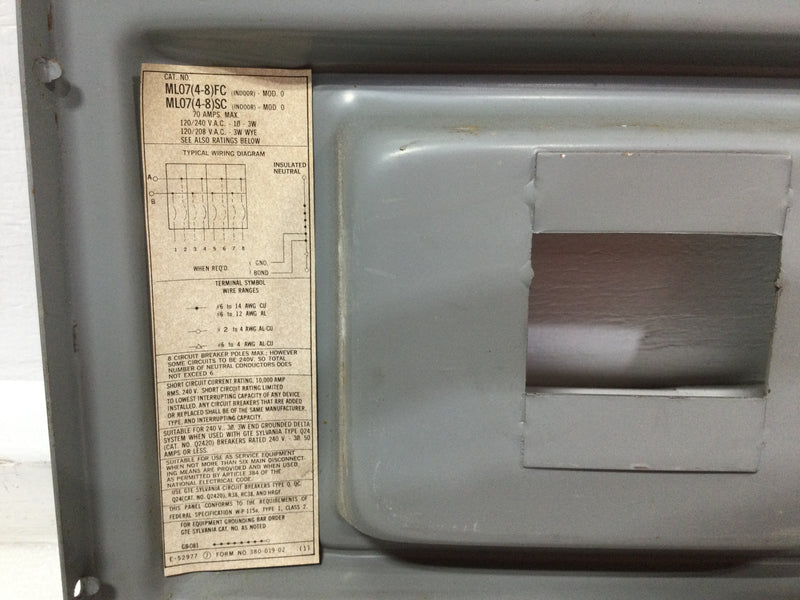 CAT. NO
ML07(4-8)FC (INDOOR) - MOD. 0
ML07(4-8)SC (INDOOR) - MOD. 0
70 AMPS. MAX.
120/240 V.A.C. - 1Ø - 3W
120/208 V.A.C. - 3W WYE
SEE ALSO RATINGS BELOW
TYPICAL WIRING DIAGRAM
INSULATED
NEUTRAL
A
B
1 2 3 4 5 6 7 8
WHEN REQ'D.
GND.
BOND
TERMINAL SYMBOL
WIRE RANGES
#6 to 14 AWG CU
#6 to 12 AWG AL
# 2 to 4 AWG AL-CU
#6 to 4 AWG AL-CU
8 CIRCUIT BREAKER POLES MAX.; HOWEVER
SOME CIRCUITS TO BE 240V. SO TOTAL
NUMBER OF NEUTRAL CONDUCTORS DOES
NOT EXCEED 6
SHORT CIRCUIT CURRENT RATING, 10,000 AMP
RMS. 240 V. SHORT CIRCUIT RATING LIMITED
TO LOWEST INTERRUPTING CAPACITY OF ANY DEVICE
INSTALLED. ANY CIRCUIT BREAKERS THAT ARE ADDED
OR REPLACED SHALL BE OF THE SAME MANUFACTURER,
TYPE, AND INTERRUPTING CAPACITY.
SUITABLE FOR 240 V., 3Ø, 3W END GROUNDED DELTA
SYSTEM WHEN USED WITH GTE SYLVANIA TYPE Q24
(CAT. NO. Q2420) BREAKERS RATED 240 V. - 3Ø, 50
AMPS OR LESS.
SUITABLE FOR USE AS SERVICE EQUIPMENT
WHEN NOT MORE THAN SIX MAIN DISCONNECT-
ING MEANS ARE PROVIDED AND WHEN USED
AS PERMITTED BY ARTICLE 384 OF THE
NATIONAL ELECTRICAL CODE.
USE GTE SYLVANIA CIRCUIT BREAKERS TYPE Q, QC,
Q24(CAT. NO. Q2420), R38, RC38, AND HRGF.
THIS PANEL CONFORMS TO THE REQUIREMENTS OF
FEDERAL SPECIFICATION W-P 115a, TYPE 1, CLASS 2.
FOR EQUIPMENT GROUNDING BAR ORDER
GTE SYLVANIA CAT. NO. AS NOTED
GB-081
E-52977 J FORM NO 380-019-02 (1)